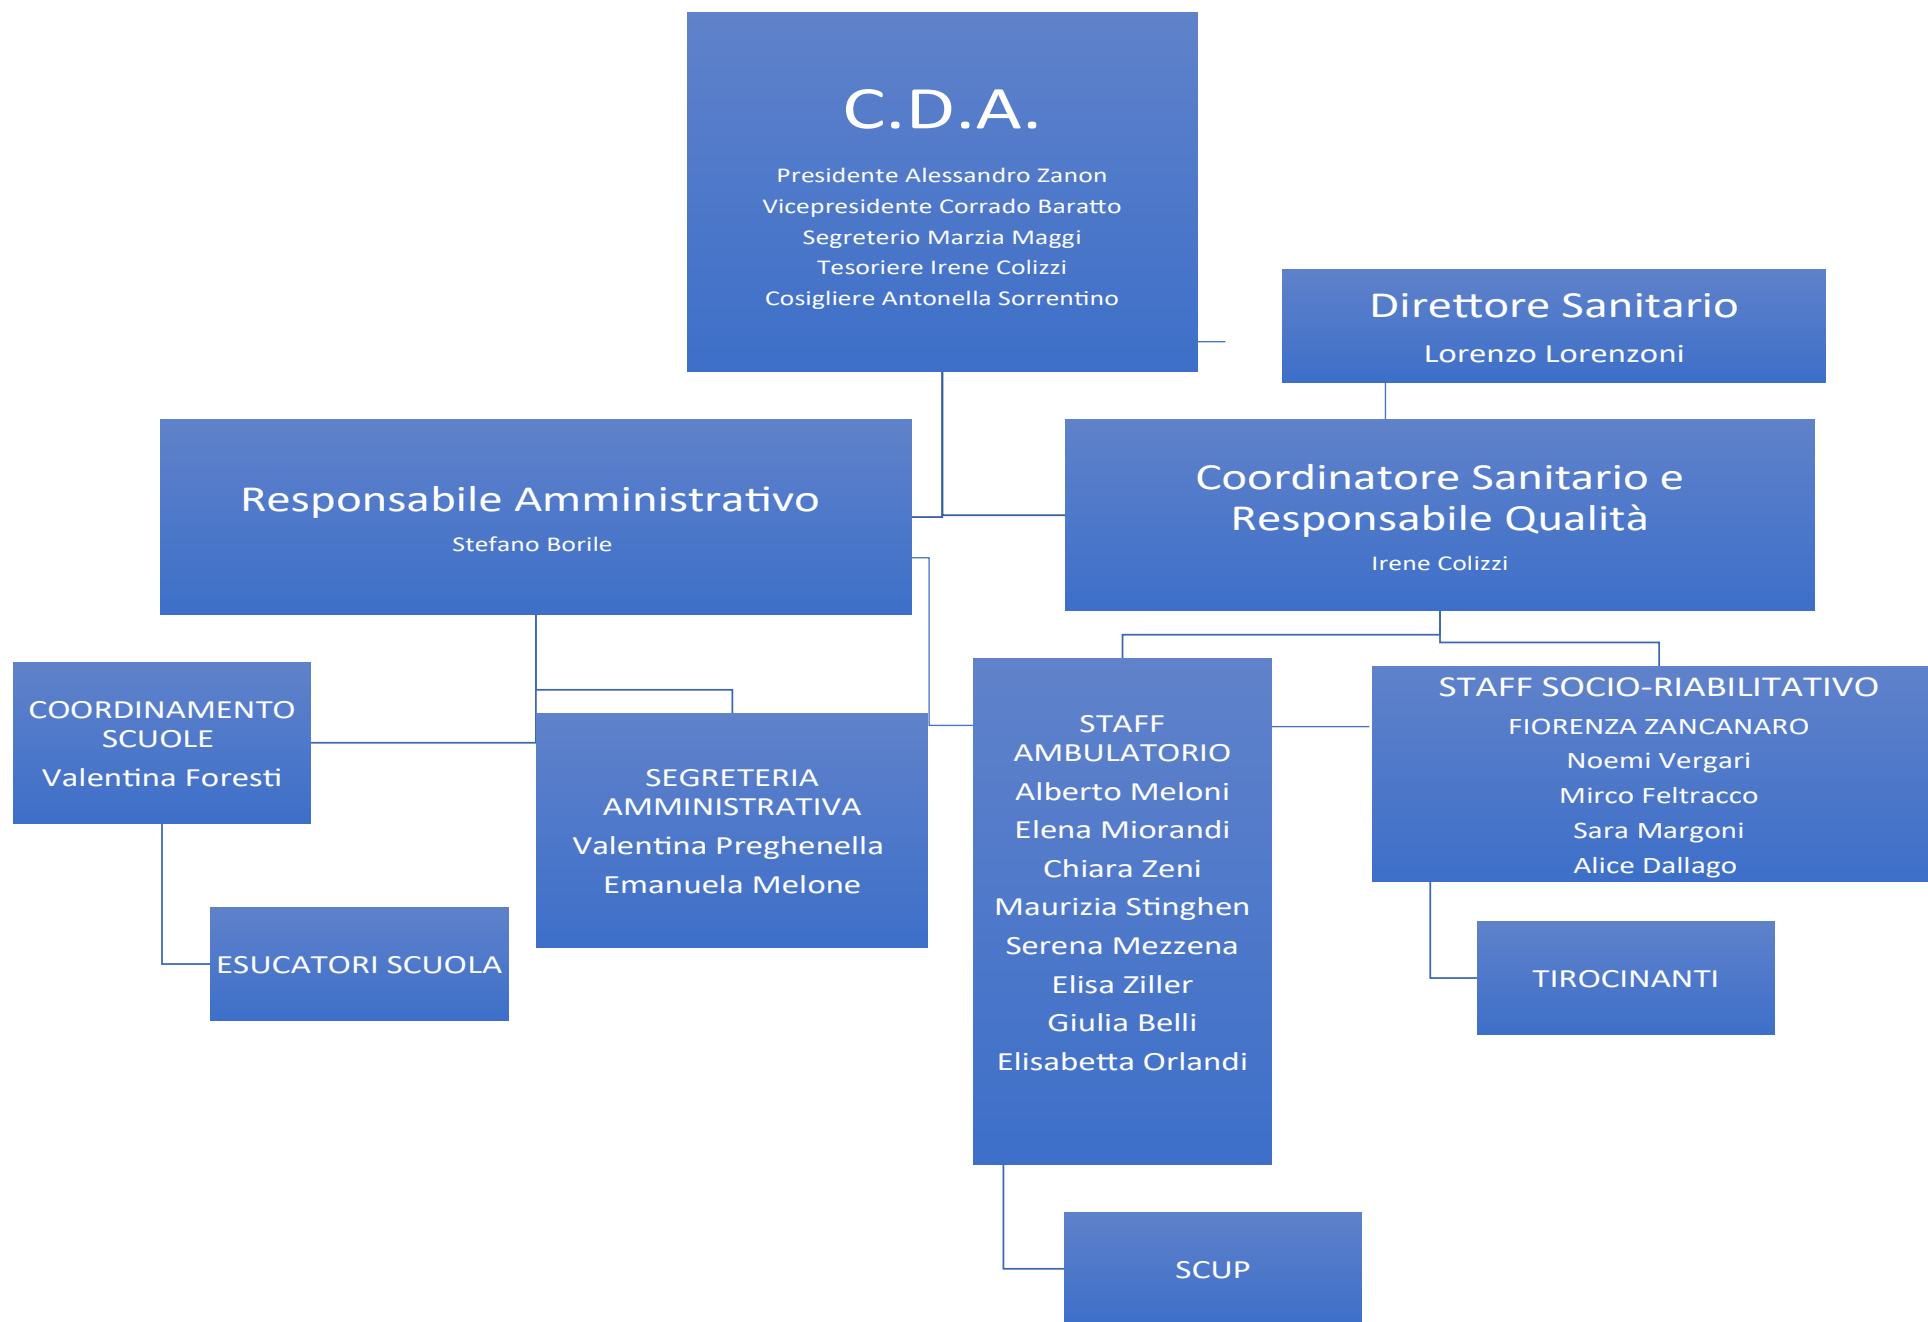 C.D.A.
Presidente Alessandro Zanon
Vicepresidente Corrado Baratto
Segreterio Marzia Maggi
Tesoriere Irene Colizzi
Cosigliere Antonella Sorrentino
Direttore Sanitario
Lorenzo Lorenzoni
Responsabile Amministrativo
Stefano Borile
Coordinatore Sanitario e
Responsabile Qualità
Irene Colizzi
COORDINAMENTO
SCUOLE
Valentina Foresti
ESUCATORI SCUOLA
SEGRETERIA
AMMINISTRATIVA
Valentina Preghenella
Emanuela Melone
STAFF
AMBULATORIO
Alberto Meloni
Elena Miorandi
Chiara Zeni
Maurizia Stinghen
Serena Mezzena
Elisa Ziller
Giulia Belli
Elisabetta Orlandi
SCUP
STAFF SOCIO-RIABILITATIVO
FIORENZA ZANCANARO
Noemi Vergari
Mirco Feltracco
Sara Margoni
Alice Dallago
TIROCINANTI